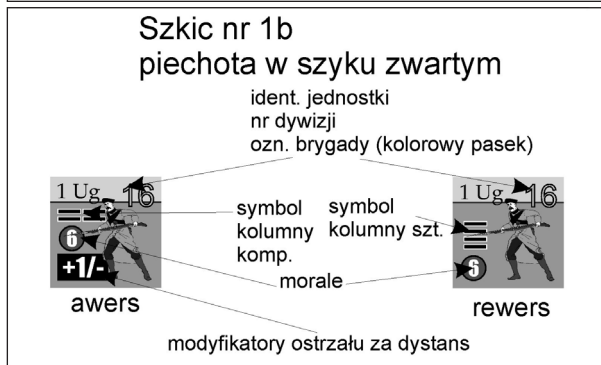 Szkic nr 1b
piechota w szyku zwartym
ident. jednostki
nr dywizji
ozn. brygady (kolorowy pasek)
1 Ug 16
1 Ug 16
symbol
kolumny
komp.
symbol
kolumny szt.
6
6
morale
+1/-
awers
rewers
modyfikatory ostrzału za dystans